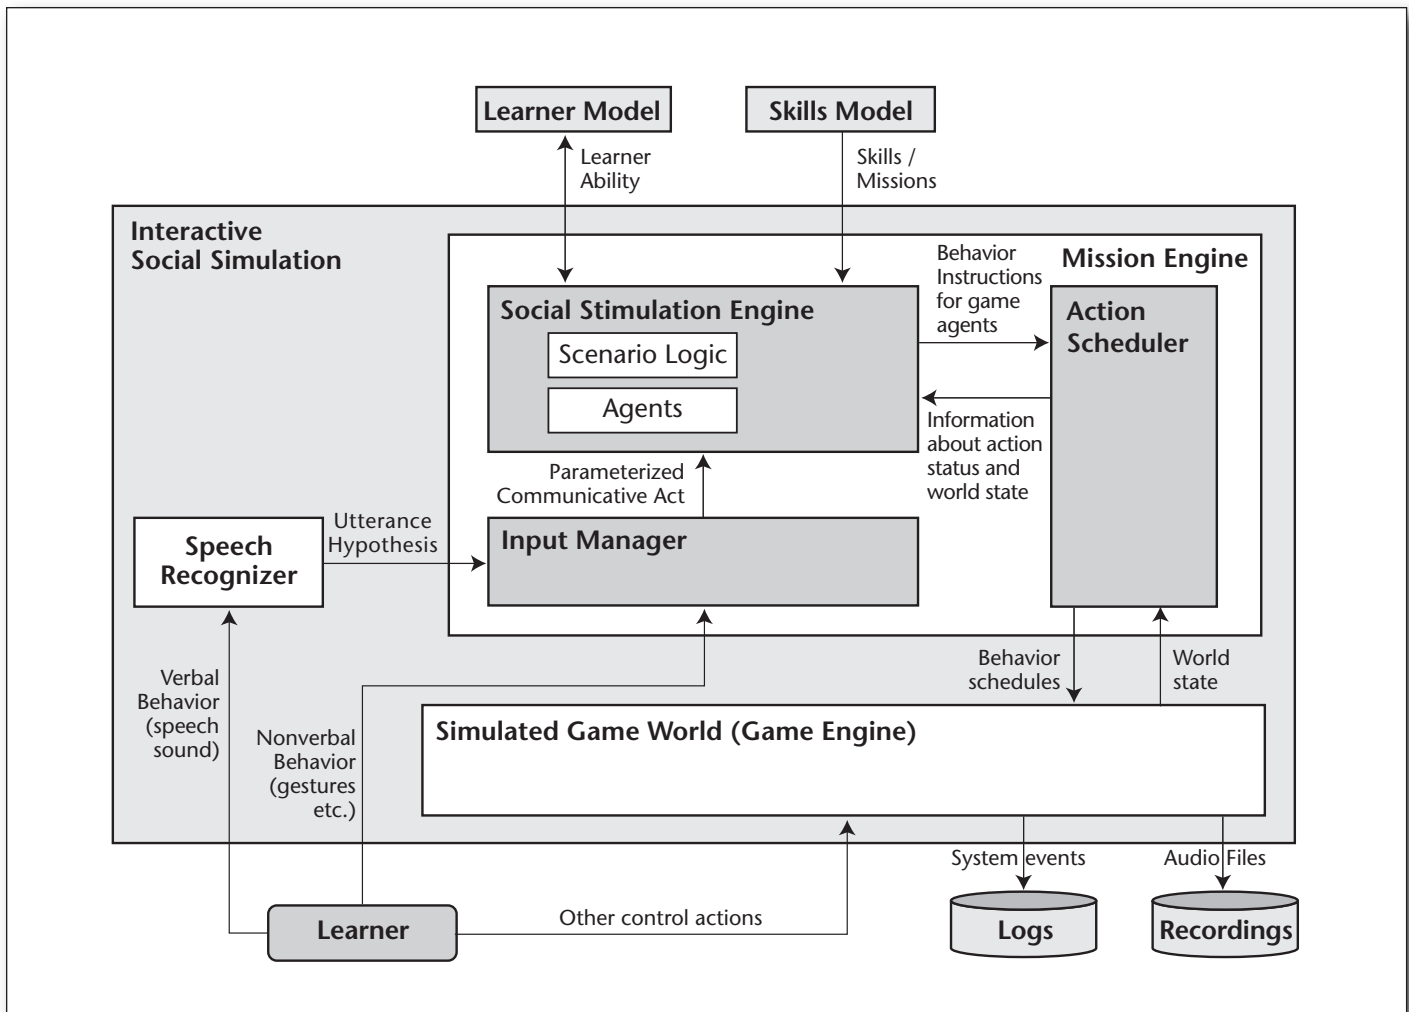 Learner Model
Skills Model
Learner
Ability
Skills /
Missions
Interactive
Social Simulation
Mission Engine
Behavior
Instructions
for game
agents
Social Stimulation Engine
Scenario Logic
Agents
Action
Scheduler
Information
about action
status and
world state
Parameterized
Communicative Act
Utterance
Hypothesis
Speech
Recognizer
Input Manager
Verbal
Behavior
(speech
sound)
Nonverbal
Behavior
(gestures
etc.)
Behavior
schedules
World
state
Simulated Game World (Game Engine)
System events
Audio Files
Learner
Other control actions
Logs
Recordings